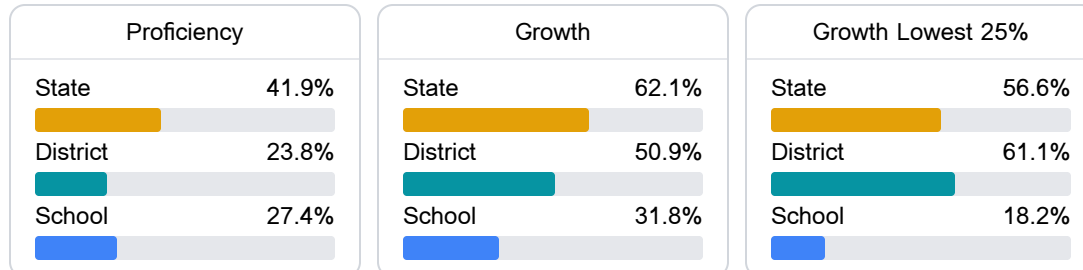 Proficiency
State 41.9%
District 23.8%
School 27.4%
Growth
State 62.1%
District 50.9%
School 31.8%
Growth Lowest 25%
State 56.6%
District 61.1%
School 18.2%